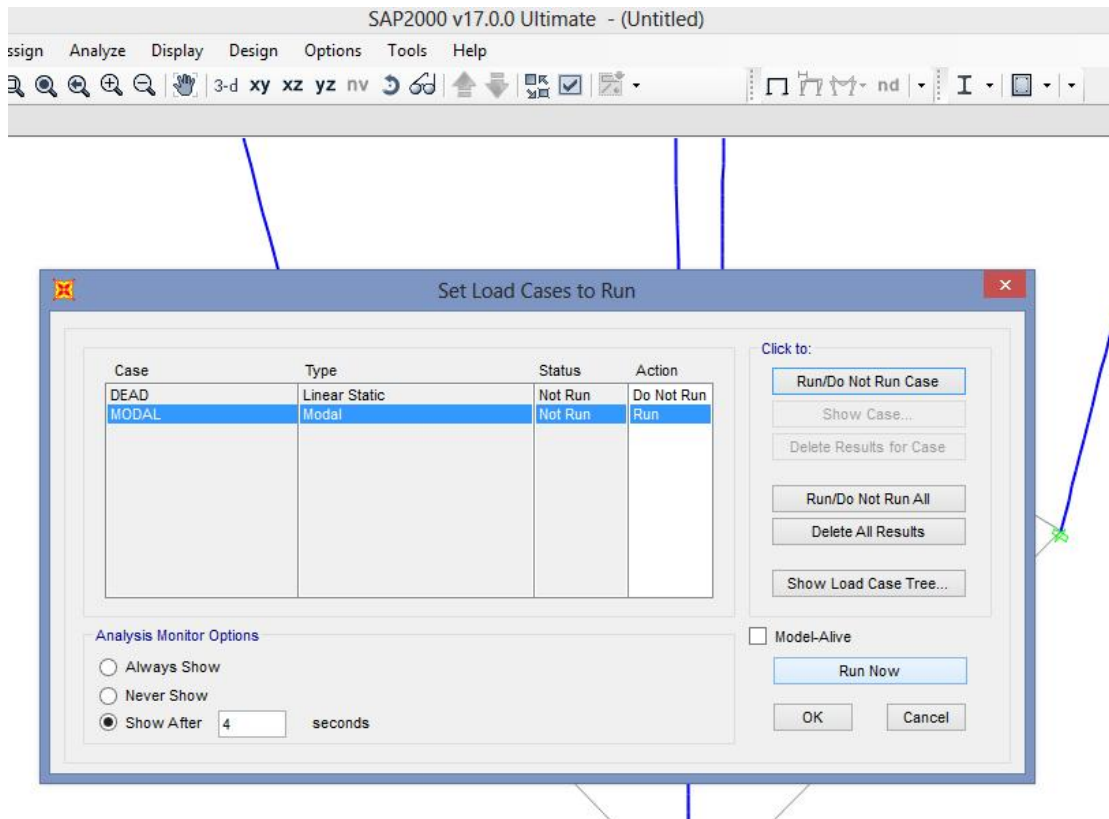 SAP2000 v17.0.0 Ultimate - (Untitled)
ssign Analyze Display Design Options Tools Help
3-d xy xz yz nv nd
Set Load Cases to Run
Click to:
Case Type Status Action
DEAD Linear Static Not Run Do Not Run
MODAL Modal Not Run Run
Run/Do Not Run Case
Show Case...
Delete Results for Case
Run/Do Not Run All
Delete All Results
Show Load Case Tree...
Analysis Monitor Options
Always Show
Never Show
Show After 4 seconds
Model-Alive
Run Now
OK Cancel